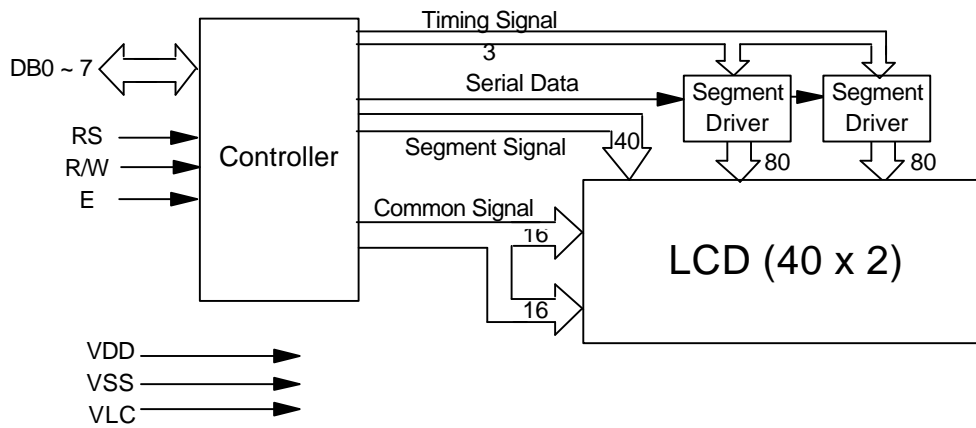 Timing Signal
3
DB0 ~ 7
Serial Data
Segment
Driver
Segment
Driver
RS
R/W
E
Controller
Segment Signal
40
80
80
Common Signal
16
16
LCD (40 x 2)
VDD
VSS
VLC